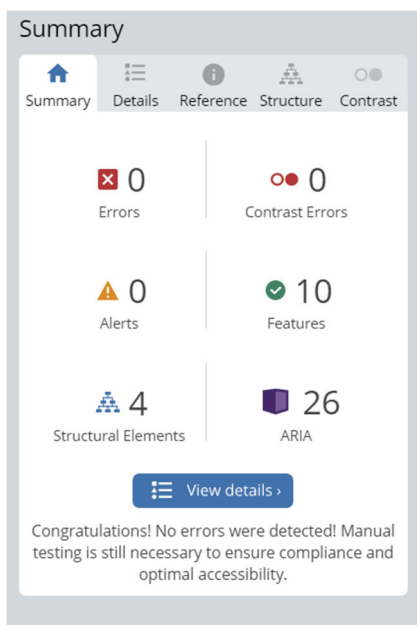 Summary
Summary Details Reference Structure Contrast
0 0
Errors Contrast Errors
0 10
Alerts Features
4 26
Structural Elements ARIA
View details ›
Congratulations! No errors were detected! Manual
testing is still necessary to ensure compliance and
optimal accessibility.